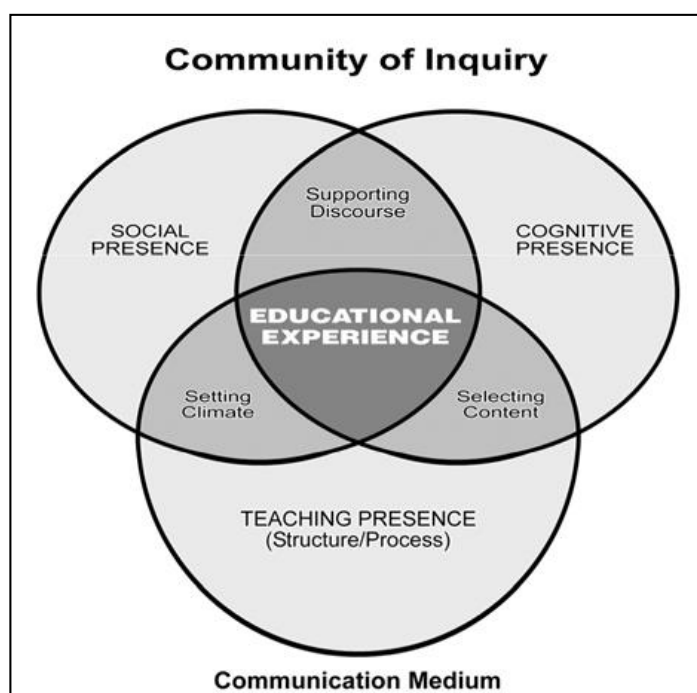 Community of Inquiry
Supporting
Discourse
SOCIAL
PRESENCE
COGNITIVE
PRESENCE
EDUCATIONAL
EXPERIENCE
Setting
Climate
Selecting
Content
TEACHING PRESENCE
(Structure/Process)
Communication Medium